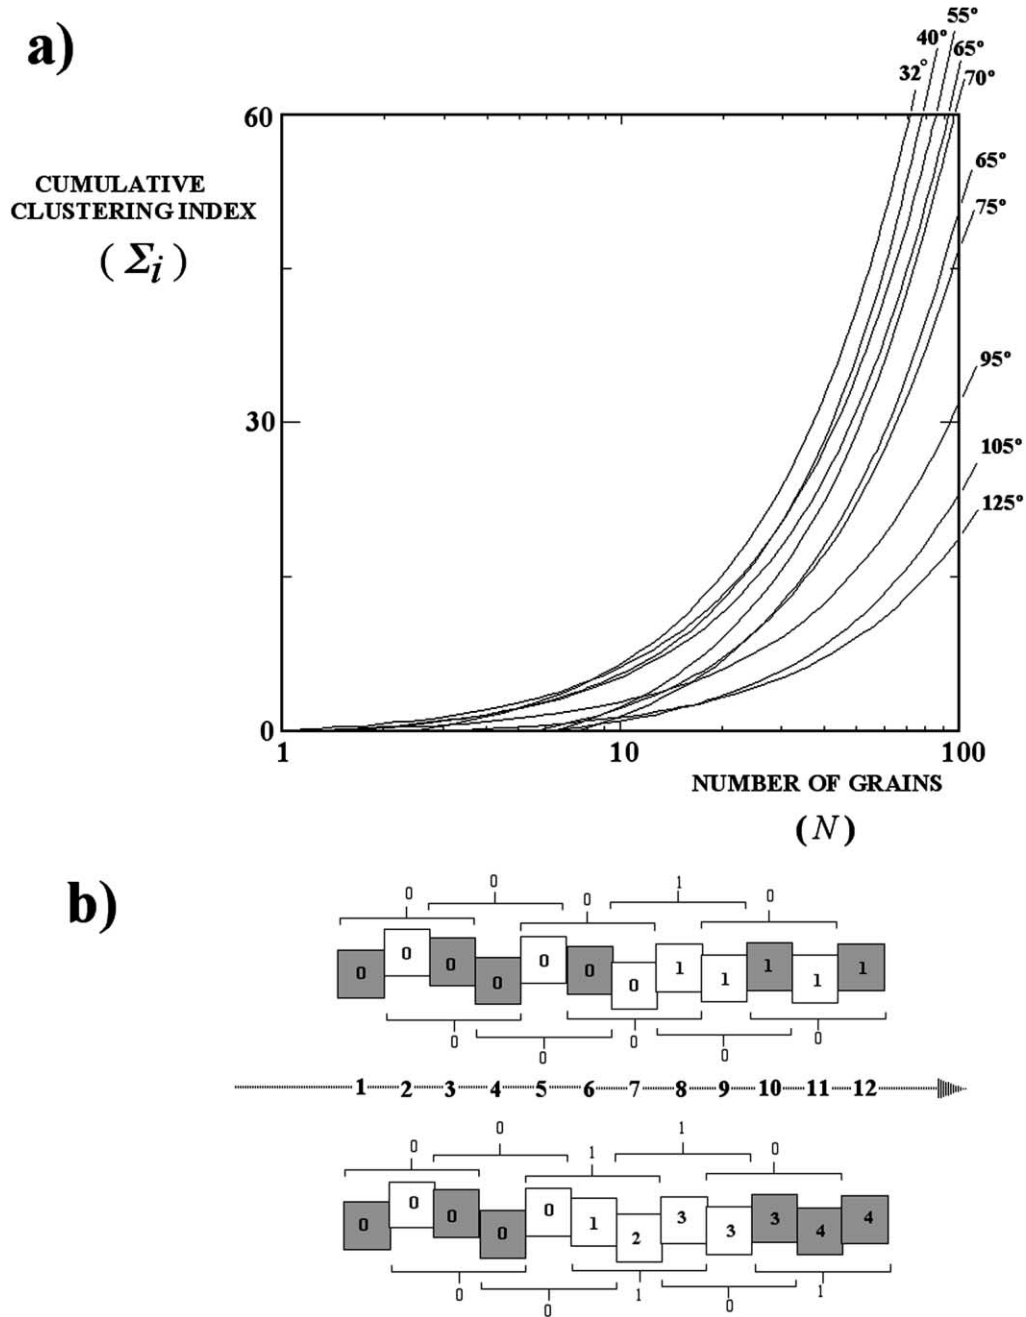 a)
55°
40° 65°
32° 70°
60
65°
CUMULATIVE
CLUSTERING INDEX
75°
( Σi )
95°
30
105°
125°
0
1 10 100
NUMBER OF GRAINS
(N)
b)
0 0 0 1 0
0 0 0 0 0 0 0 1 1 1 1 1
0 0 0 0 0
1 2 3 4 5 6 7 8 9 10 11 12
0 0 1 1 0
0 0 0 0 0 1 2 3 3 3 4 4
0 0 1 0 1